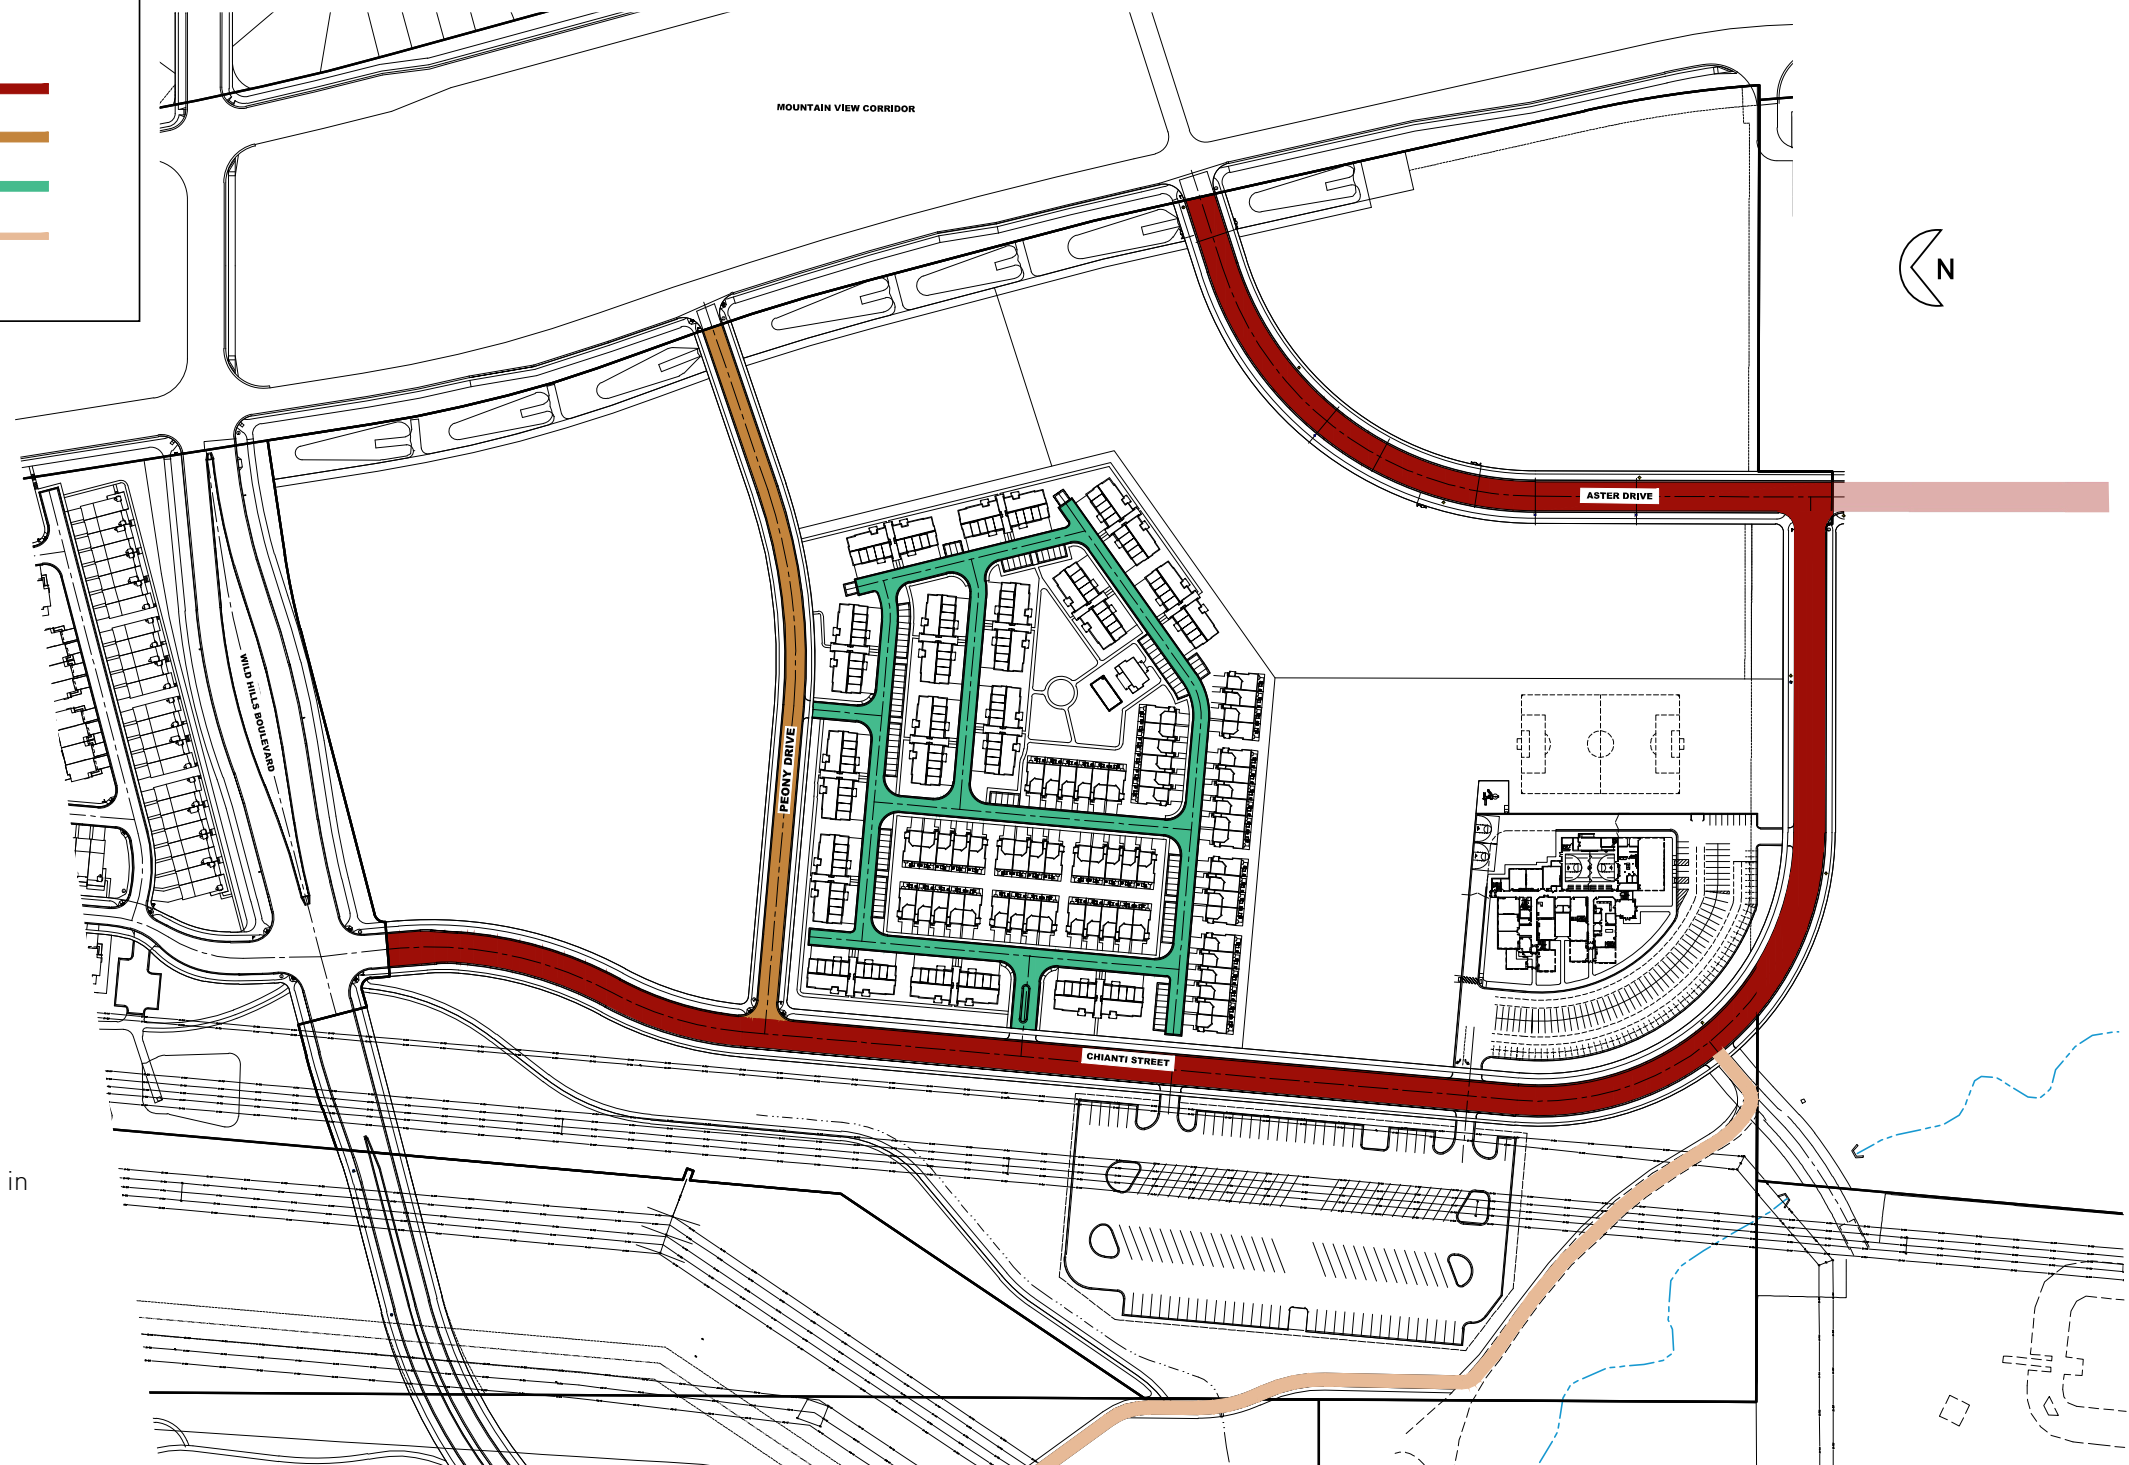 MOUNTAIN VIEW CORRIDOR
N
ASTER DRIVE
WILD HILLS BOULEVARD
PEONY DRIVE
CHIANTI STREET
in